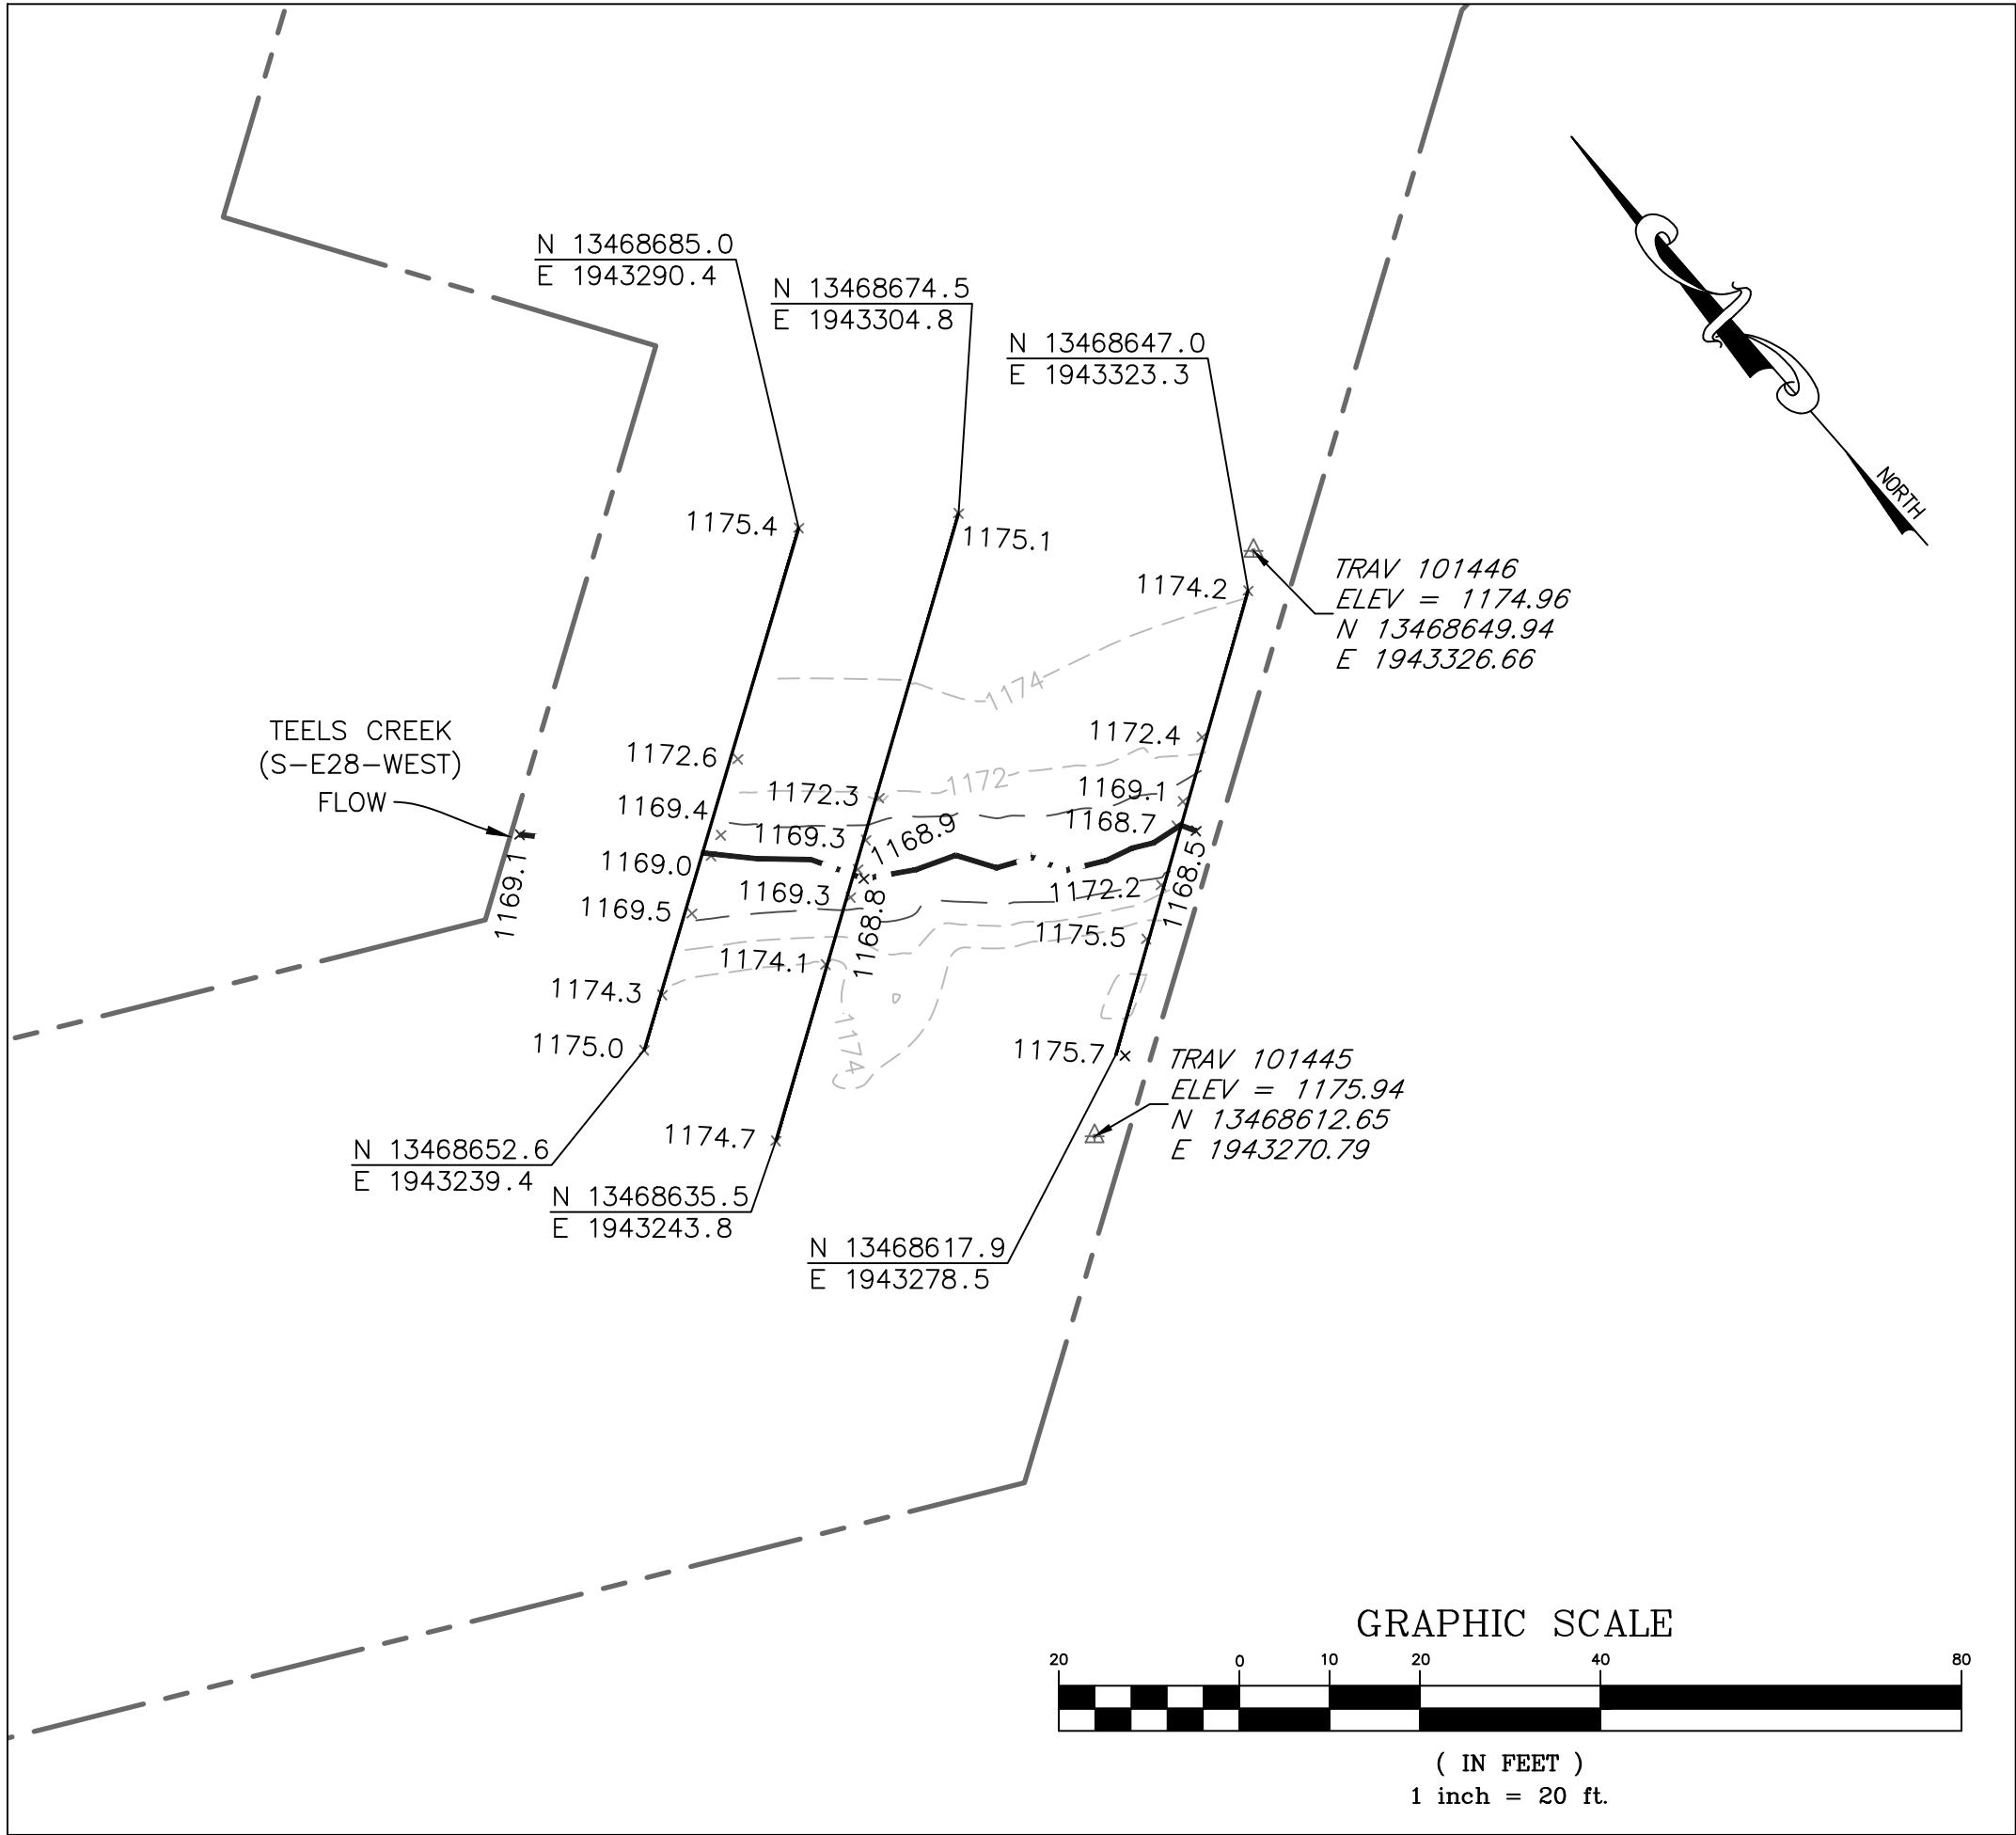 N 13468685.0
E 1943290.4
N 13468674.5
E 1943304.8
N 13468647.0
E 1943323.3
NORTH
1175.4
1175.1
1174.2
TRAV 101446
ELEV = 1174.96
N 13468649.94
E 1943326.66
1174
TEELS CREEK
(S-E28-WEST)
FLOW
1172.6
1172.4
1172
1172.3
1169.1
1169.4
1169.3
1168.9
1168.7
1169.0
1169.1
1168.5
1169.3
1168.8
1172.2
1169.5
1175.5
1174.1
1174.3
1174
1175.0
1175.7
TRAV 101445
ELEV = 1175.94
N 13468612.65
E 1943270.79
1174.7
N 13468652.6
E 1943239.4
N 13468635.5
E 1943243.8
N 13468617.9
E 1943278.5
GRAPHIC SCALE
20 0 10 20 40 80
( IN FEET )
1 inch = 20 ft.